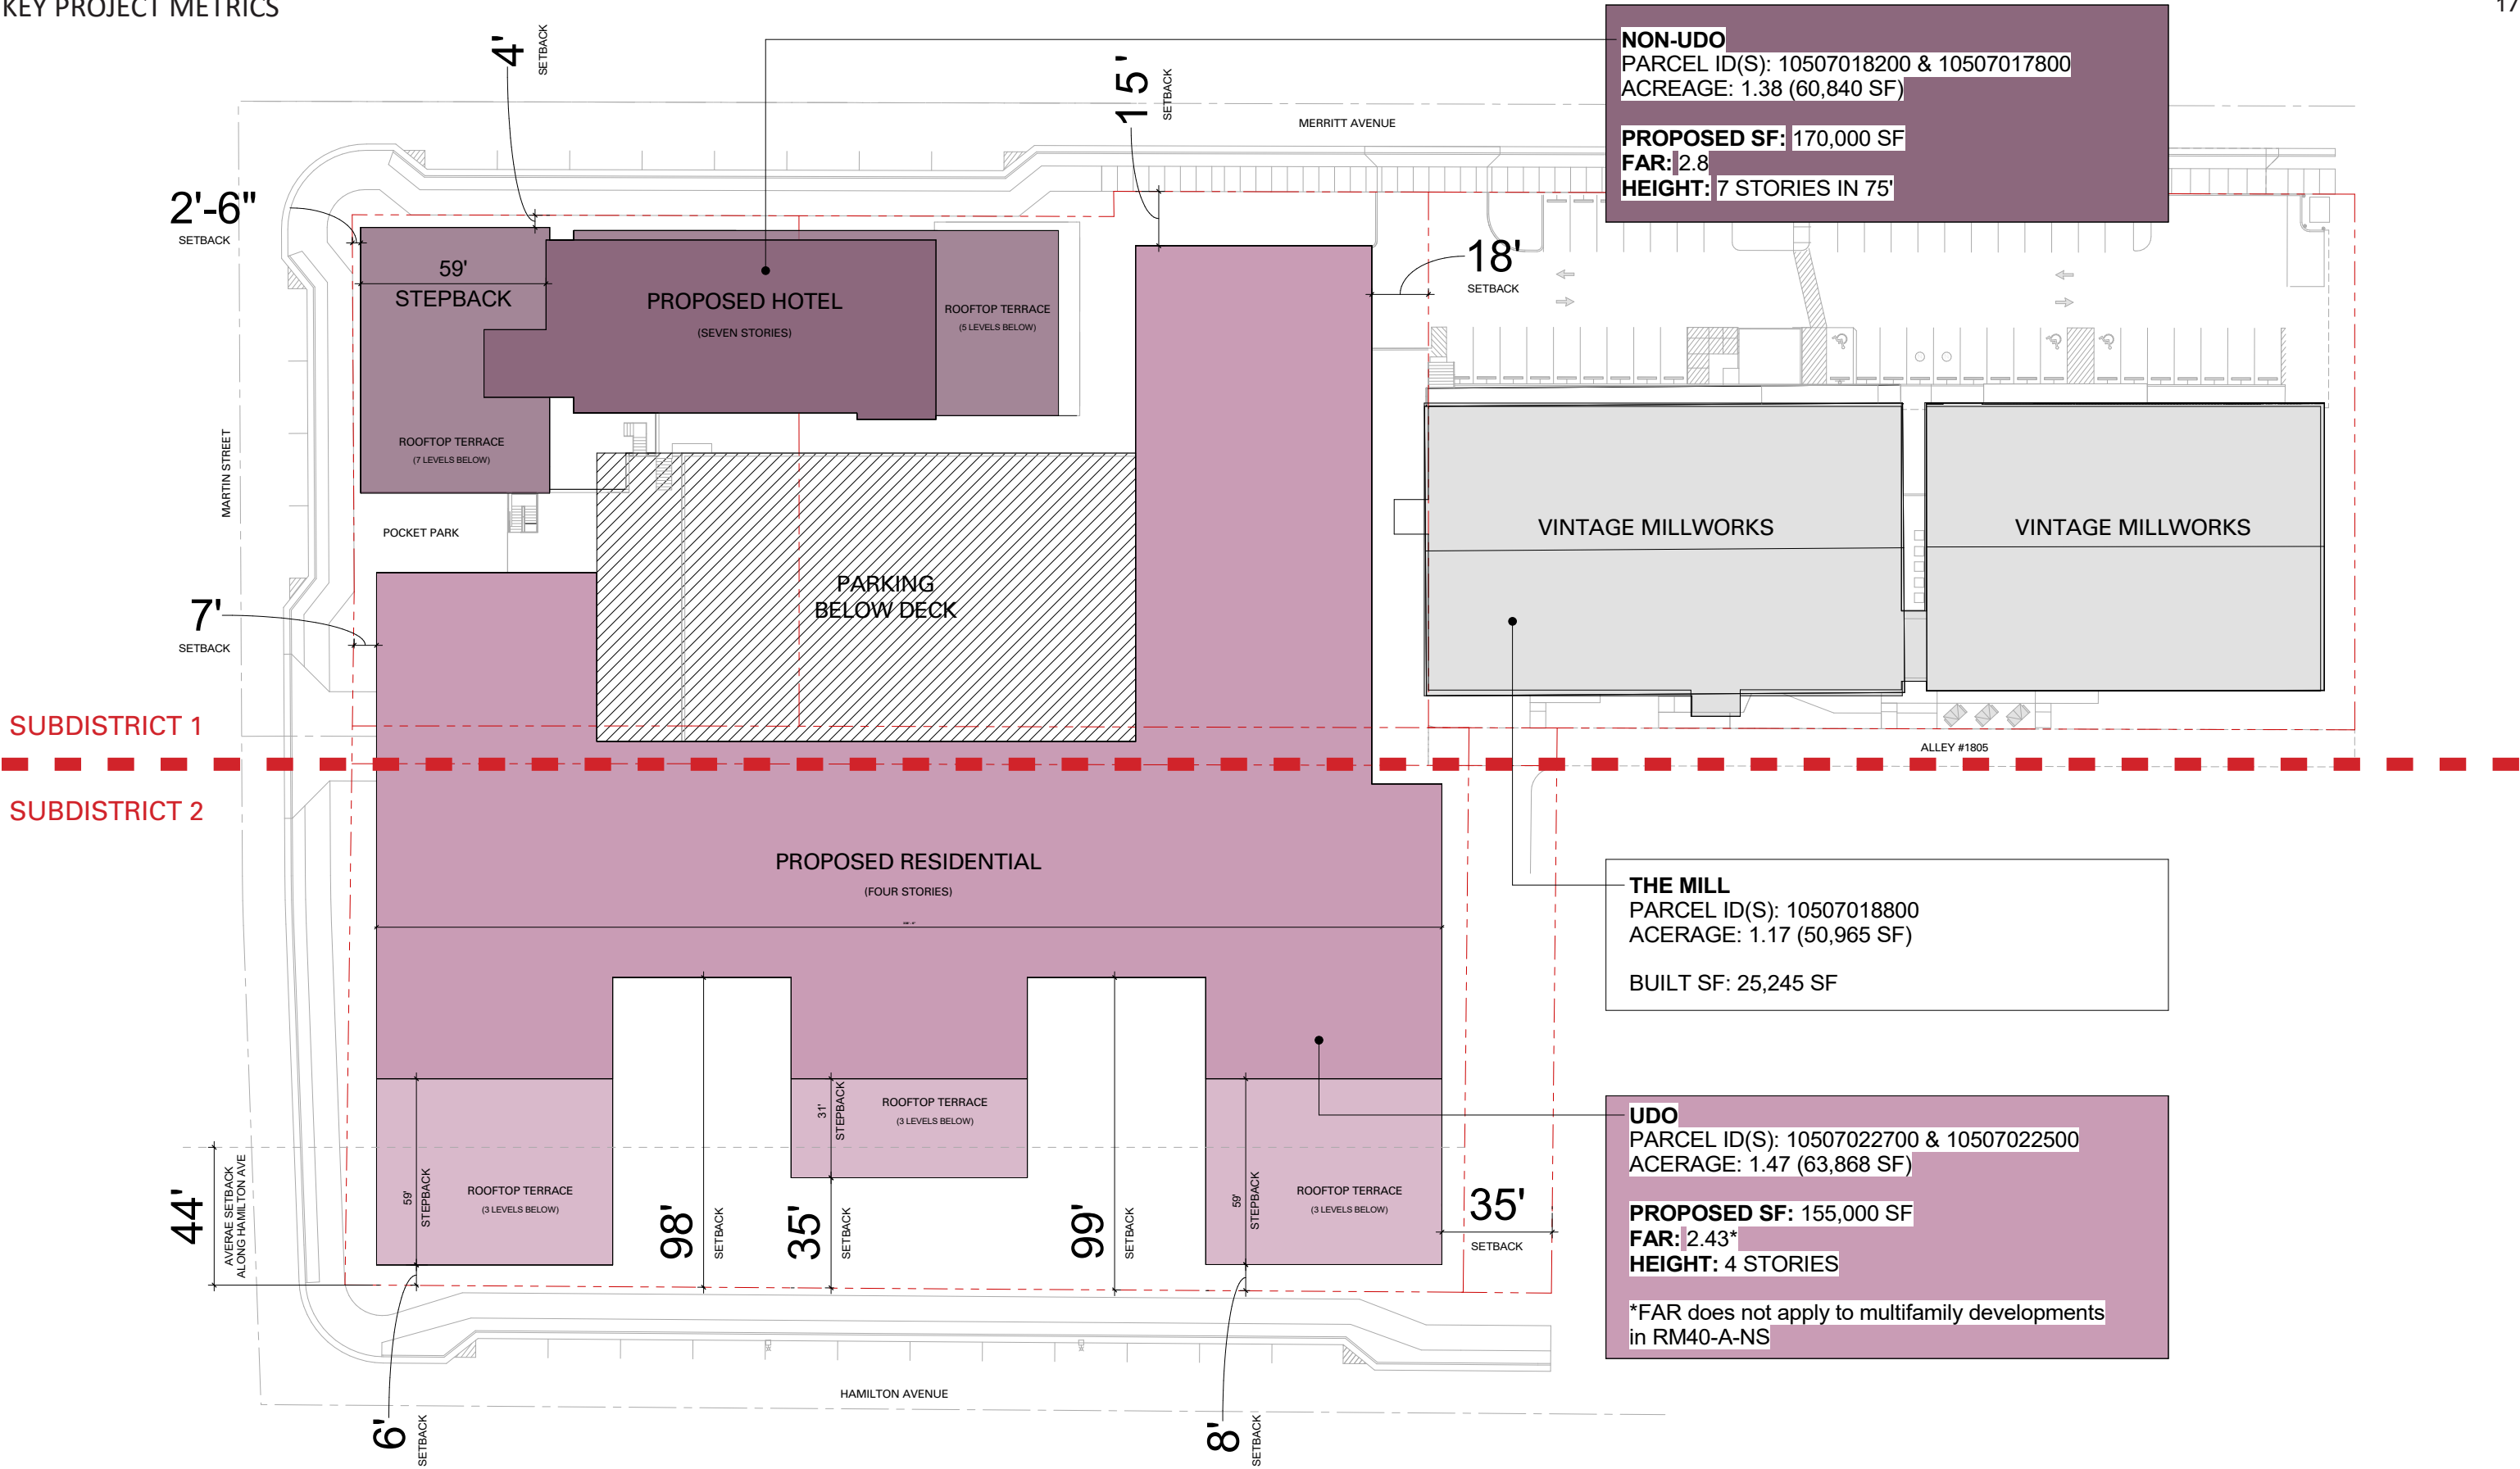 KEY PROJECT METRICS
17
4'
SETBACK
15'
SETBACK
MERRITT AVENUE
NON-UDO
PARCEL ID(S): 10507018200 & 10507017800
ACREAGE: 1.38 (60,840 SF)
PROPOSED SF: 170,000 SF
FAR: 2.8
HEIGHT: 7 STORIES IN 75'
2'-6"
SETBACK
59'
STEPBACK
PROPOSED HOTEL
(SEVEN STORIES)
ROOFTOP TERRACE
(5 LEVELS BELOW)
18'
SETBACK
ROOFTOP TERRACE
(7 LEVELS BELOW)
MARTIN STREET
POCKET PARK
PARKING
BELOW DECK
VINTAGE MILLWORKS
VINTAGE MILLWORKS
7'
SETBACK
SUBDISTRICT 1
ALLEY #1805
SUBDISTRICT 2
PROPOSED RESIDENTIAL
(FOUR STORIES)
THE MILL
PARCEL ID(S): 10507018800
ACERAGE: 1.17 (50,965 SF)
BUILT SF: 25,245 SF
UDO
PARCEL ID(S): 10507022700 & 10507022500
ACERAGE: 1.47 (63,868 SF)
PROPOSED SF: 155,000 SF
FAR: 2.43*
HEIGHT: 4 STORIES
*FAR does not apply to multifamily developments
in RM40-A-NS
31'
STEPBACK
ROOFTOP TERRACE
(3 LEVELS BELOW)
44'
AVERAE SETBACK
ALONG HAMILTON AVE
59'
STEPBACK
ROOFTOP TERRACE
(3 LEVELS BELOW)
98'
SETBACK
35'
SETBACK
99'
SETBACK
59'
STEPBACK
ROOFTOP TERRACE
(3 LEVELS BELOW)
35'
SETBACK
HAMILTON AVENUE
6'
SETBACK
8'
SETBACK